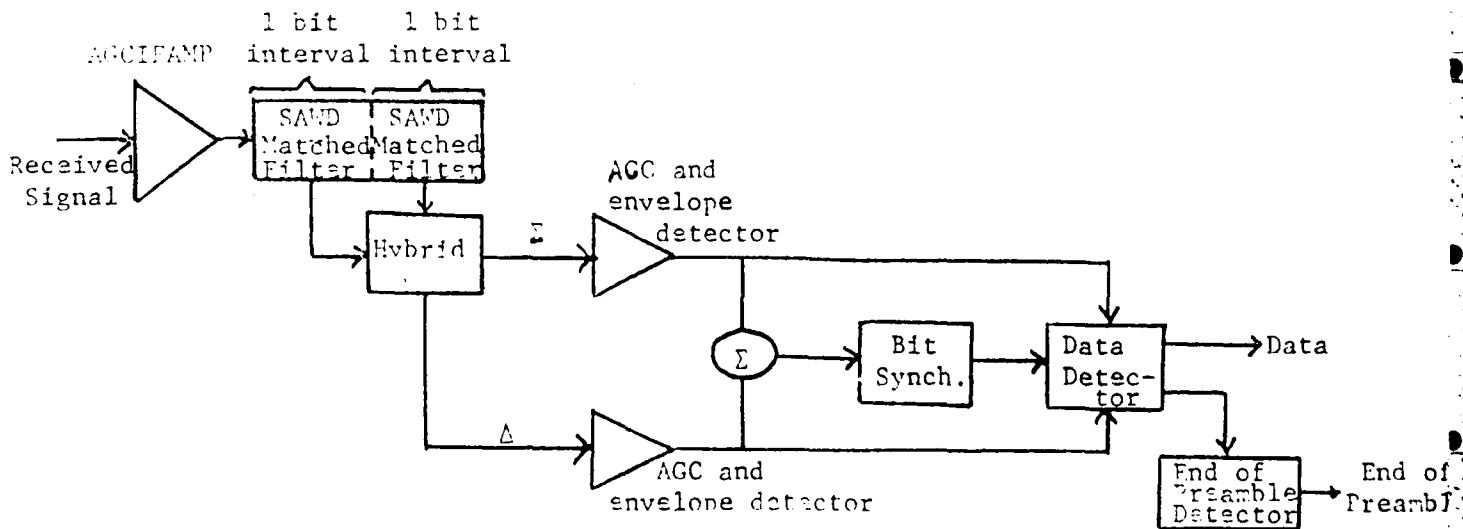 1 bit interval
1 bit interval
AGCIFAMP
SAWD Matched Filter
SAWD Matched Filter
Received Signal
Hybrid
Σ
AGC and envelope detector
Σ
Bit Synch.
Data Detec-tor
Data
Δ
AGC and envelope detector
End of Preamble Detector
End of